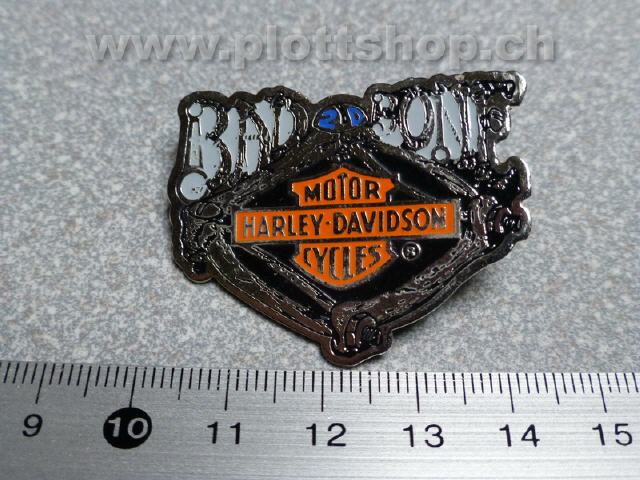 www.plottshop.ch
BAD 2D BONE
MOTOR
HARLEY-DAVIDSON
CYCLES ®
9 10 11 12 13 14 15